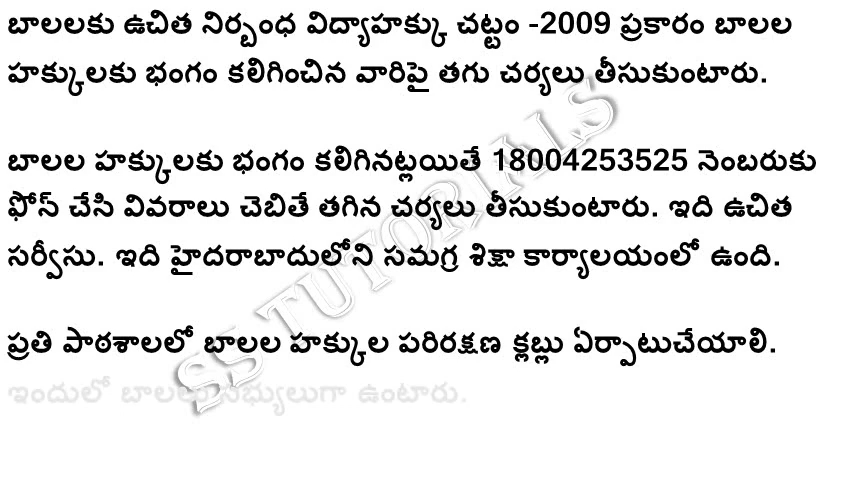 బాలలకు ఉచిత నిర్బంధ విద్యాహక్కు చట్టం -2009 ప్రకారం బాలల
హక్కులకు భంగం కలిగించిన వారిపై తగు చర్యలు తీసుకుంటారు.
బాలల హక్కులకు భంగం కలిగినట్లయితే 18004253525 నెంబరుకు
ఫోన్ చేసి వివరాలు చెబితే తగిన చర్యలు తీసుకుంటారు. ఇది ఉచిత
సర్వీసు. ఇది హైదరాబాదులోని సమగ్ర శిక్షా కార్యాలయంలో ఉంది.
ప్రతి పాఠశాలలో బాలల హక్కుల పరిరక్షణ క్లబ్లు ఏర్పాటుచేయాలి.
ఇందులో బాలలు సభ్యులుగా ఉంటారు.
SS TUTORIALS